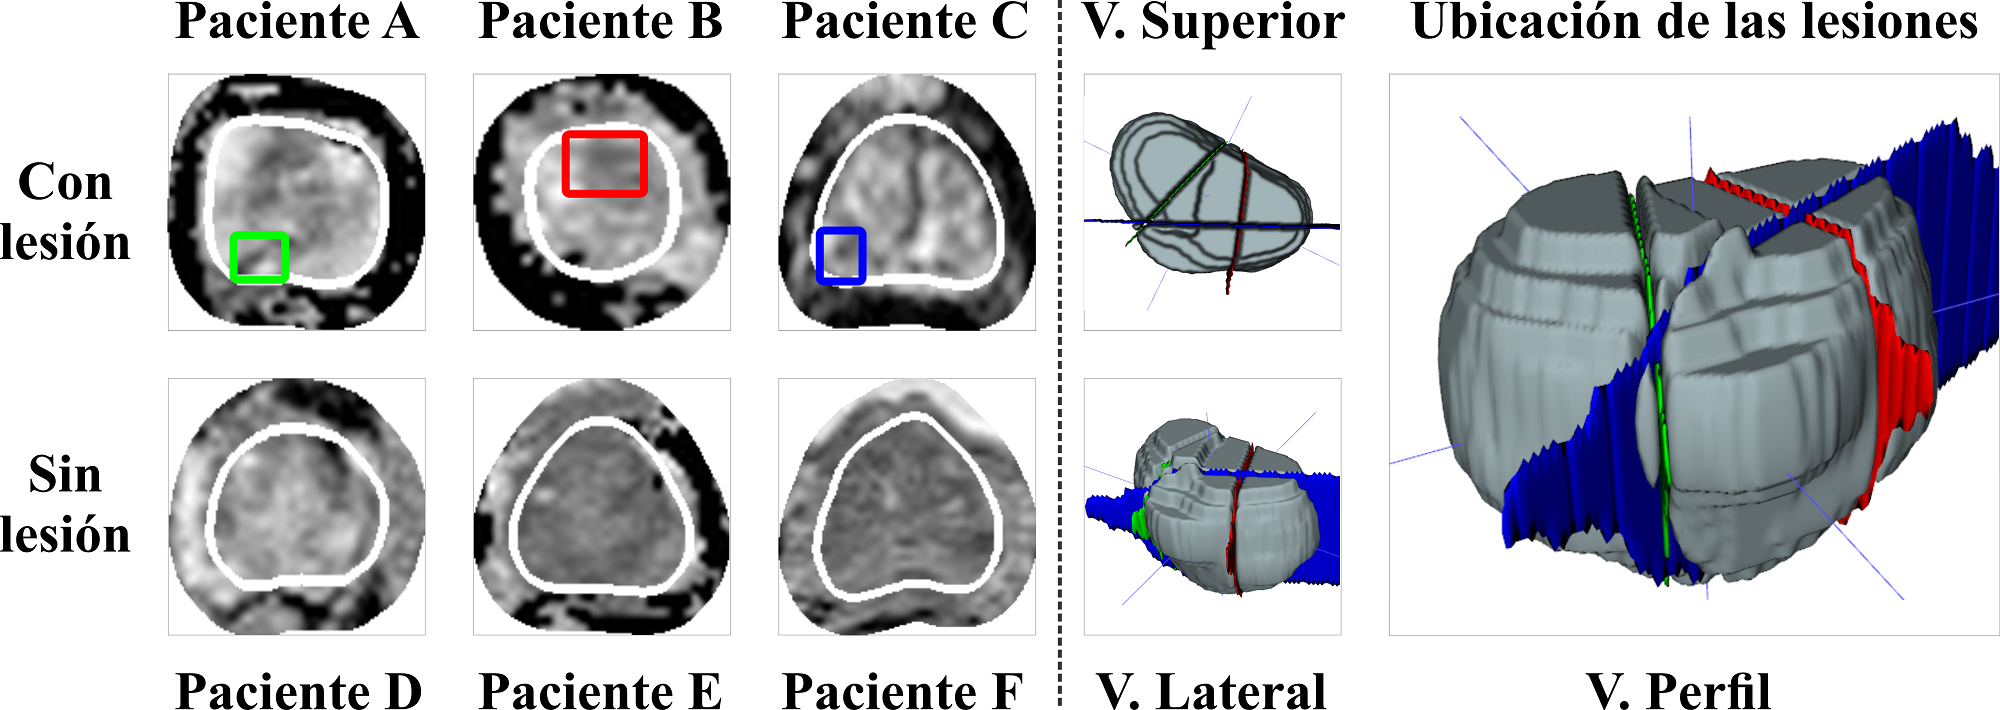 Paciente A
Paciente B
Paciente C
V. Superior
Ubicación de las lesiones
Con
lesión
Sin
lesión
Paciente D
Paciente E
Paciente F
V. Lateral
V. Perfil